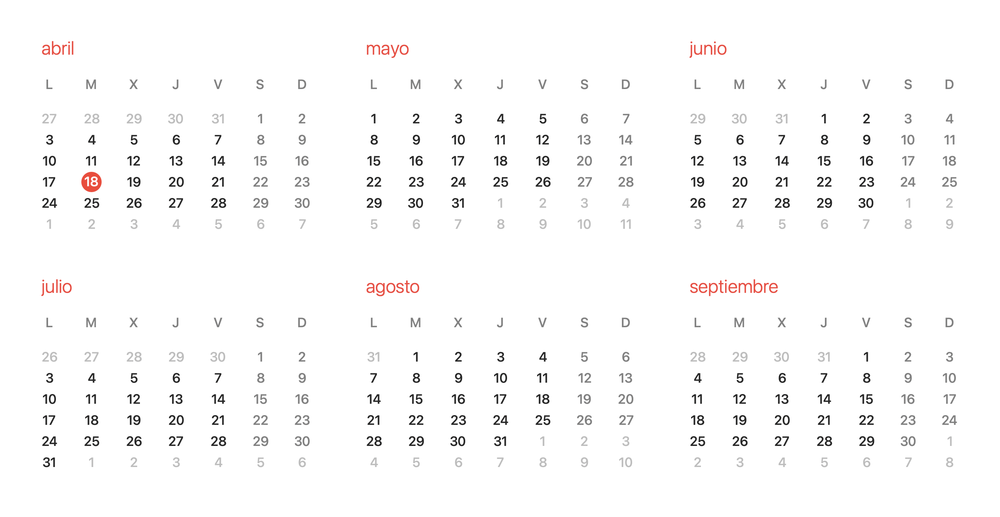 abril
L M X J V S D
27 28 29 30 31 1 2
3 4 5 6 7 8 9
10 11 12 13 14 15 16
17 18 19 20 21 22 23
24 25 26 27 28 29 30
1 2 3 4 5 6 7
mayo
L M X J V S D
1 2 3 4 5 6 7
8 9 10 11 12 13 14
15 16 17 18 19 20 21
22 23 24 25 26 27 28
29 30 31 1 2 3 4
5 6 7 8 9 10 11
junio
L M X J V S D
29 30 31 1 2 3 4
5 6 7 8 9 10 11
12 13 14 15 16 17 18
19 20 21 22 23 24 25
26 27 28 29 30 1 2
3 4 5 6 7 8 9
julio
L M X J V S D
26 27 28 29 30 1 2
3 4 5 6 7 8 9
10 11 12 13 14 15 16
17 18 19 20 21 22 23
24 25 26 27 28 29 30
31 1 2 3 4 5 6
agosto
L M X J V S D
31 1 2 3 4 5 6
7 8 9 10 11 12 13
14 15 16 17 18 19 20
21 22 23 24 25 26 27
28 29 30 31 1 2 3
4 5 6 7 8 9 10
septiembre
L M X J V S D
28 29 30 31 1 2 3
4 5 6 7 8 9 10
11 12 13 14 15 16 17
18 19 20 21 22 23 24
25 26 27 28 29 30 1
2 3 4 5 6 7 8